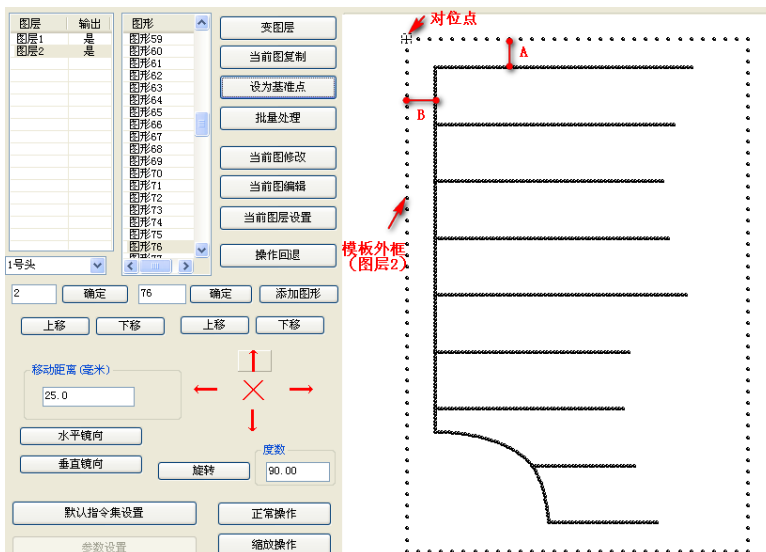 图层 输出
图层1 是
图层2 是
图形
图形59
图形60
图形61
图形62
图形63
图形64
图形65
图形66
图形67
图形68
图形69
图形70
图形71
图形72
图形73
图形74
图形75
图形76
图形77
变图层
当前图复制
设为基准点
批量处理
当前图修改
当前图编辑
当前图层设置
操作回退
1号头
2 确定 76 确定 添加图形
上移 下移 上移 下移
移动距离(毫米)
25.0
水平镜向
垂直镜向
旋转
度数
90.00
默认指令集设置
正常操作
参数设置
缩放操作
对位点
A
B
模板外框
(图层2)